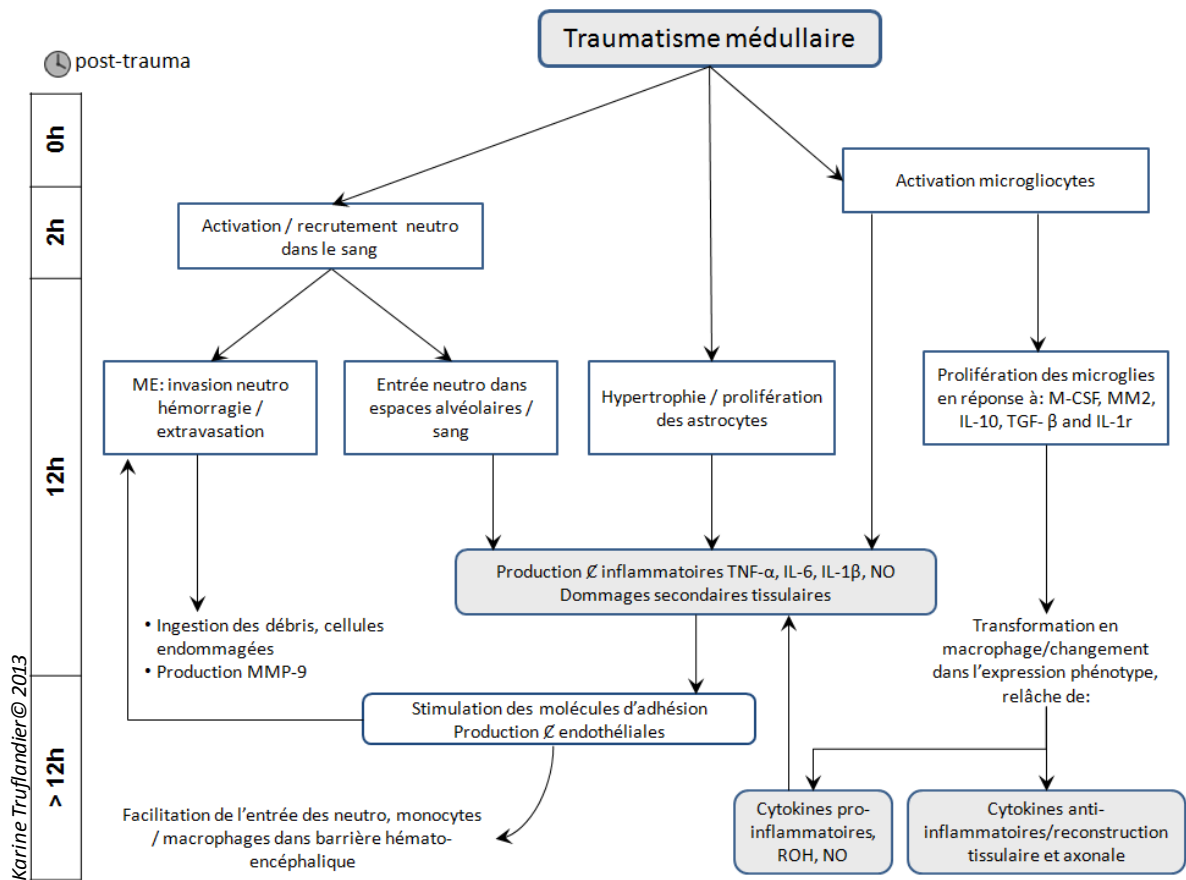 Traumatisme médullaire
post-trauma
0h
2h
12h
> 12h
Activation microgliocytes
Activation / recrutement neutro
dans le sang
ME: invasion neutro
hémorragie /
extravasation
Entrée neutro dans
espaces alvéolaires /
sang
Hypertrophie / prolifération
des astrocytes
Prolifération des microglies
en réponse à: M-CSF, MM2,
IL-10, TGF- β and IL-1r
Production ₡ inflammatoires TNF-α, IL-6, IL-1β, NO
Dommages secondaires tissulaires
• Ingestion des débris, cellules
endommagées
• Production MMP-9
Transformation en
macrophage/changement
dans l'expression phénotype,
relâche de:
Stimulation des molécules d'adhésion
Production ₡ endothéliales
Facilitation de l'entrée des neutro, monocytes
/ macrophages dans barrière hémato-
encéphalique
Cytokines pro-
inflammatoires,
ROH, NO
Cytokines anti-
inflammatoires/reconstruction
tissulaire et axonale
Karine Truflandier© 2013